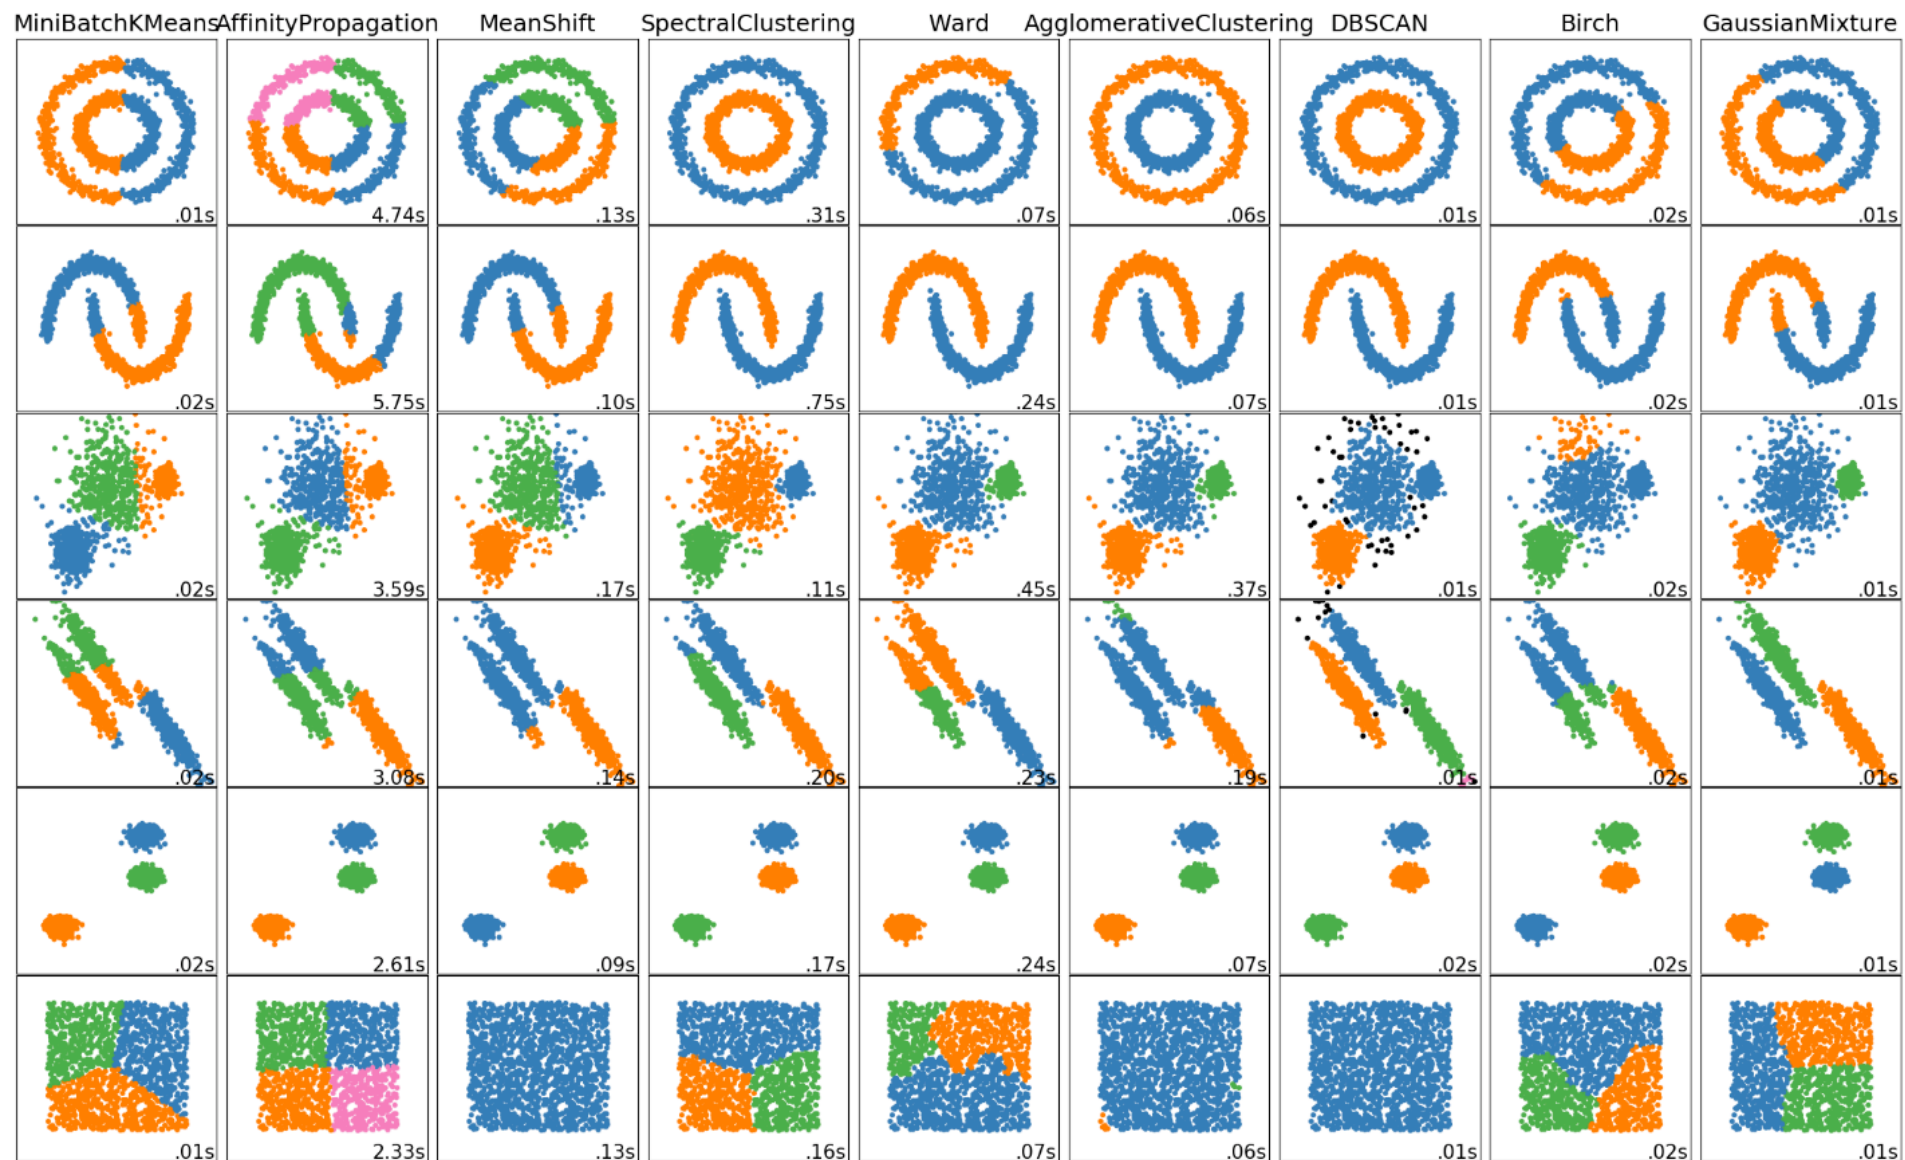 MiniBatchKMeans AffinityPropagation MeanShift SpectralClustering Ward AgglomerativeClustering DBSCAN Birch GaussianMixture
.01s 4.74s .13s .31s .07s .06s .01s .02s .01s
.02s 5.75s .10s .75s .24s .07s .01s .02s .01s
.02s 3.59s .17s .11s .45s .37s .01s .02s .01s
.02s 3.08s .14s .20s .23s .19s .01s .02s .01s
.02s 2.61s .09s .17s .24s .07s .02s .02s .01s
.01s 2.33s .13s .16s .07s .06s .01s .02s .01s